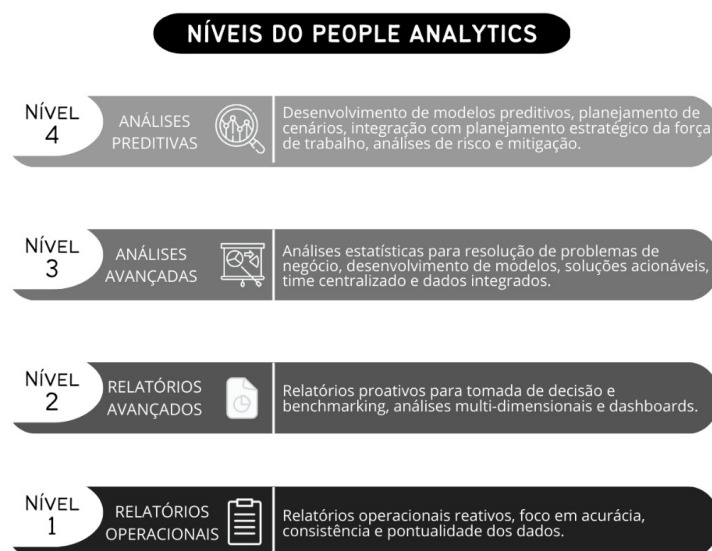 NÍVEIS DO PEOPLE ANALYTICS
NÍVEL
4
ANÁLISES
PREDITIVAS
Desenvolvimento de modelos preditivos, planejamento de
cenários, integração com planejamento estratégico da força
de trabalho, análises de risco e mitigação.
NÍVEL
3
ANÁLISES
AVANÇADAS
Análises estatísticas para resolução de problemas de
negócio, desenvolvimento de modelos, soluções acionáveis,
time centralizado e dados integrados.
NÍVEL
2
RELATÓRIOS
AVANÇADOS
Relatórios proativos para tomada de decisão e
benchmarking, análises multi-dimensionais e dashboards.
NÍVEL
1
RELATÓRIOS
OPERACIONAIS
Relatórios operacionais reativos, foco em acurácia,
consistência e pontualidade dos dados.